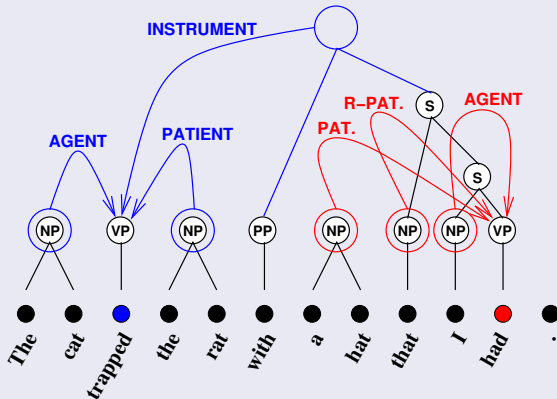 INSTRUMENT
S
R-PAT.
AGENT
AGENT
PATIENT
PAT.
S
NP
VP
NP
PP
NP
NP
NP
VP
The cat trapped the rat with a hat that I had .